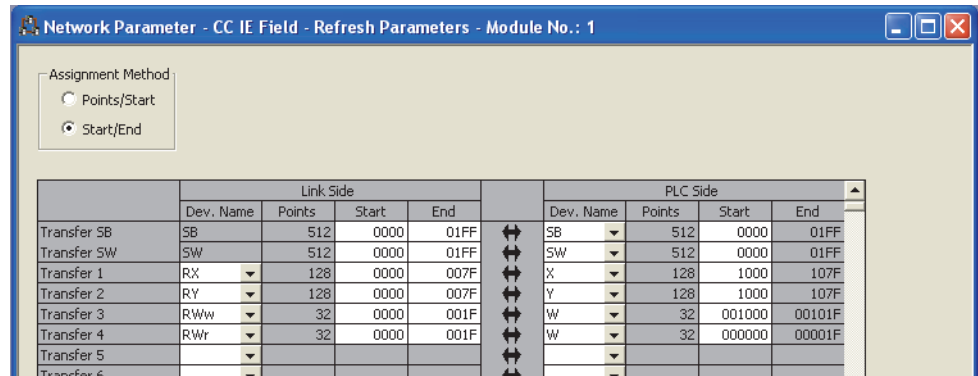 Network Parameter - CC IE Field - Refresh Parameters - Module No.: 1
Assignment Method
Points/Start
Start/End
Link Side PLC Side
Dev. Name Points Start End Dev. Name Points Start End
Transfer SB SB 512 0000 01FF SB 512 0000 01FF
Transfer SW SW 512 0000 01FF SW 512 0000 01FF
Transfer 1 RX 128 0000 007F X 128 1000 107F
Transfer 2 RY 128 0000 007F Y 128 1000 107F
Transfer 3 RWw 32 0000 001F W 32 001000 00101F
Transfer 4 RWr 32 0000 001F W 32 000000 00001F
Transfer 5
Transfer 6